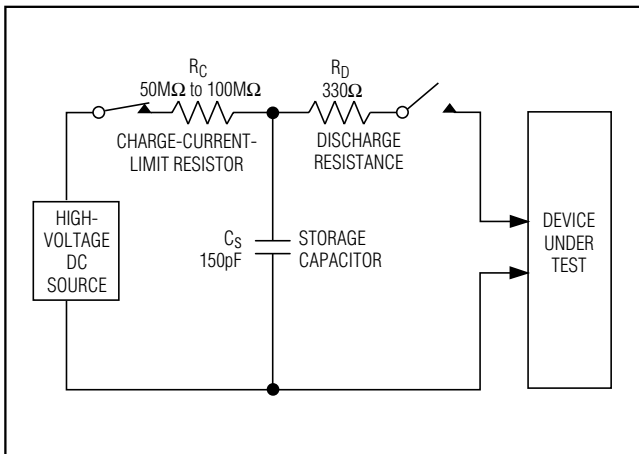 R_C
50MΩ to 100MΩ
CHARGE-CURRENT-
LIMIT RESISTOR
R_D
330Ω
DISCHARGE
RESISTANCE
HIGH-
VOLTAGE
DC
SOURCE
C_S
150pF
STORAGE
CAPACITOR
DEVICE
UNDER
TEST